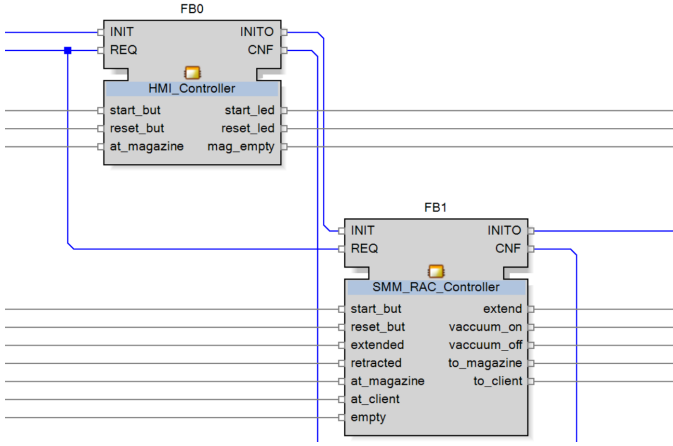 FB0
INIT INITO
REQ CNF
HMI_Controller
start_but start_led
reset_but reset_led
at_magazine mag_empty
FB1
INIT INITO
REQ CNF
SMM_RAC_Controller
start_but extend
reset_but vaccuum_on
extended vaccuum_off
retracted to_magazine
at_magazine to_client
at_client
empty